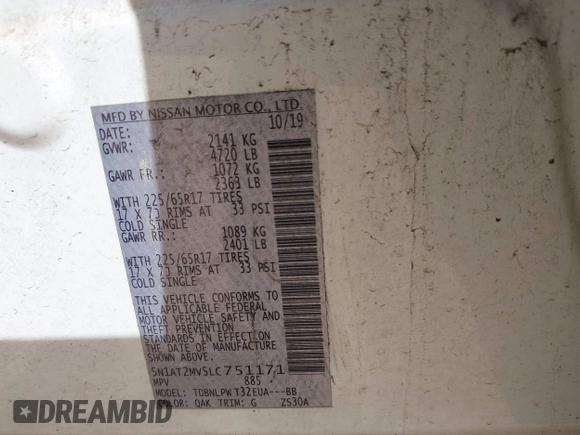 MFD BY NISSAN MOTOR CO., LTD.
DATE: 10/19
GVWR: 2141 KG
4720 LB
GAWR FR.: 1072 KG
2363 LB
WITH 225/65R17 TIRES
17 X 7J RIMS AT 33 PSI
COLD SINGLE
GAWR RR.: 1089 KG
2401 LB
WITH 225/65R17 TIRES
17 X 7J RIMS AT 33 PSI
COLD SINGLE
THIS VEHICLE CONFORMS TO
ALL APPLICABLE FEDERAL
MOTOR VEHICLE SAFETY AND
THEFT PREVENTION
STANDARDS IN EFFECT ON
THE DATE OF MANUFACTURE
SHOWN ABOVE.
5N1AT2MV5LC751171
MPV 885
MODEL: TDBNLPW T32EUA---BB
COLOR: QAK TRIM: G ZS30A
© DEALERSHIPS.COM